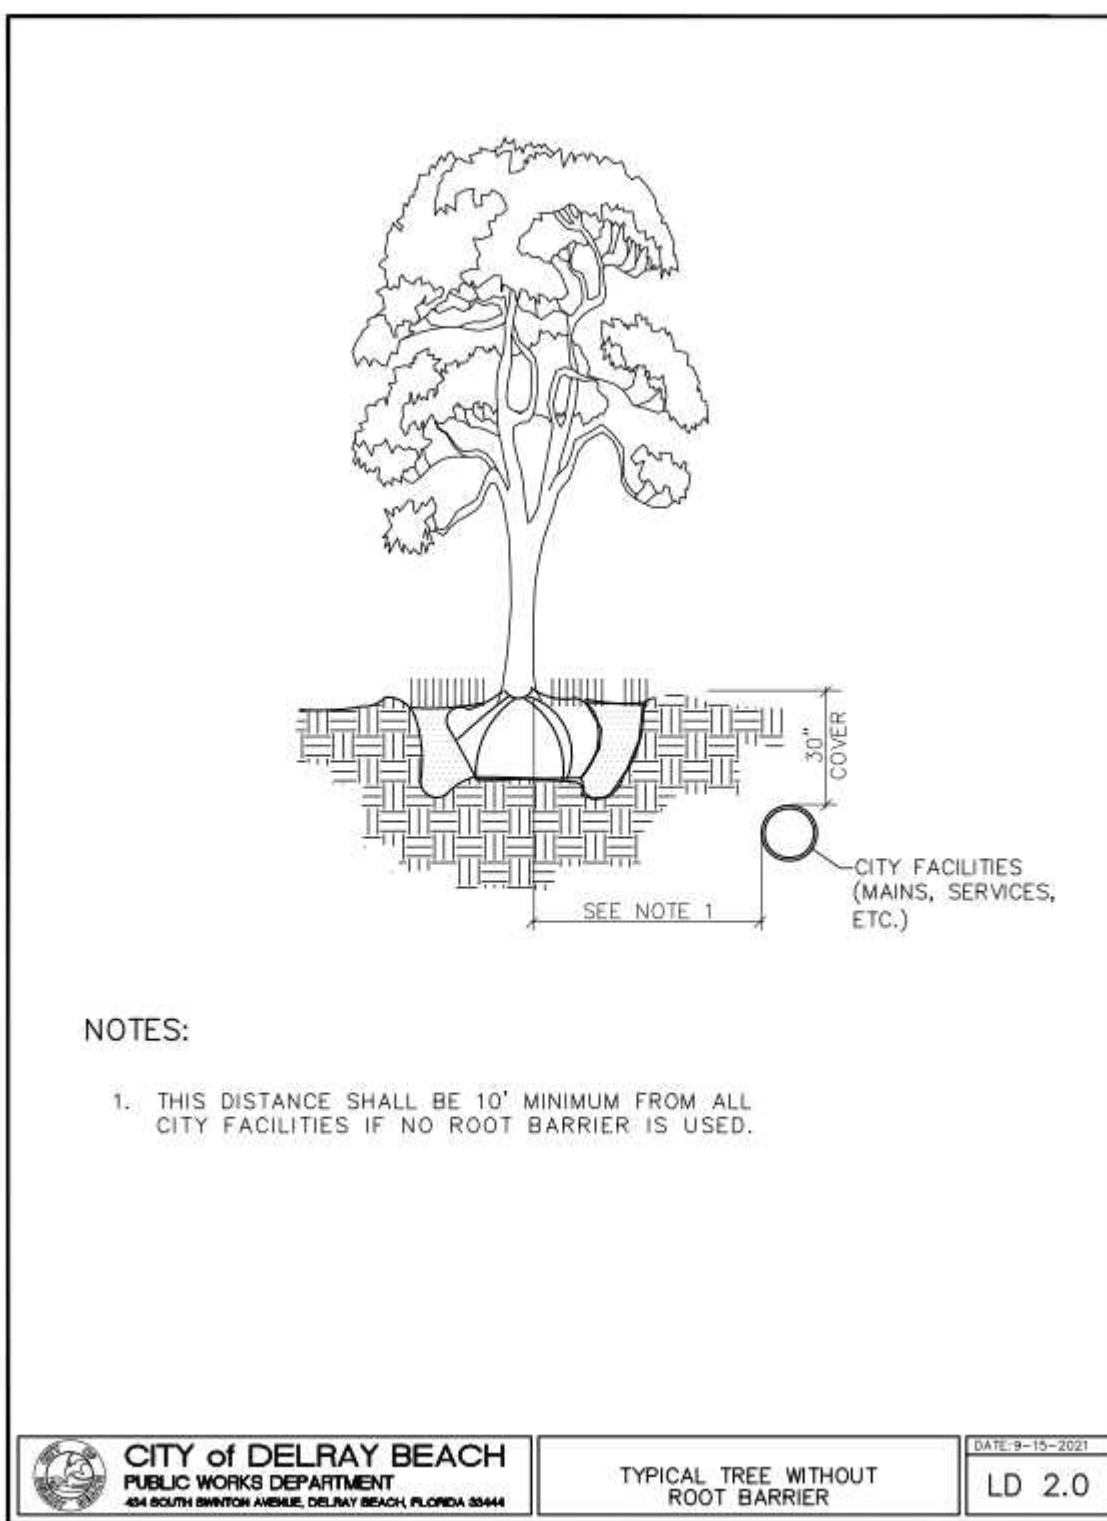 30"
COVER
CITY FACILITIES
(MAINS, SERVICES,
ETC.)
SEE NOTE 1
NOTES:
1. THIS DISTANCE SHALL BE 10' MINIMUM FROM ALL
CITY FACILITIES IF NO ROOT BARRIER IS USED.
CITY of DELRAY BEACH
PUBLIC WORKS DEPARTMENT
434 SOUTH SWINTON AVENUE, DELRAY BEACH, FLORIDA 33444
TYPICAL TREE WITHOUT
ROOT BARRIER
DATE:9-15-2021
LD 2.0